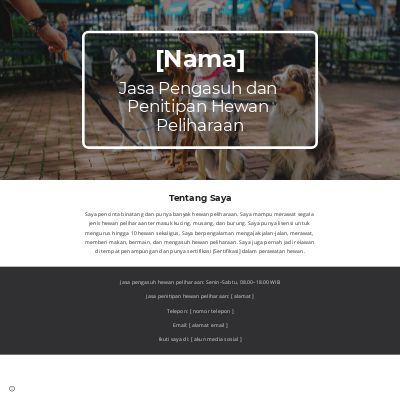 [Nama]
Jasa Pengasuh dan
Penitipan Hewan
Peliharaan
Tentang Saya
Saya pencinta binatang dan punya banyak hewan peliharaan. Saya mampu merawat segala
jenis hewan peliharaan termasuk kucing, musang, dan burung. Saya punya lisensi untuk
mengurus hingga 10 hewan sekaligus. Saya berpengalaman mengajak jalan-jalan, merawat,
memberi makan, bermain, dan mengasuh hewan peliharaan. Saya juga pernah jadi relawan
di tempat penampungan dan punya sertifikasi [Sertifikasi] dalam perawatan hewan.
Jasa pengasuh hewan peliharaan: Senin–Sabtu, 08.00–18.00 WIB
Jasa penitipan hewan peliharaan: [ alamat ]
Telepon: [ nomor telepon ]
Email: [ alamat email ]
Ikuti saya di: [ akun media sosial ]